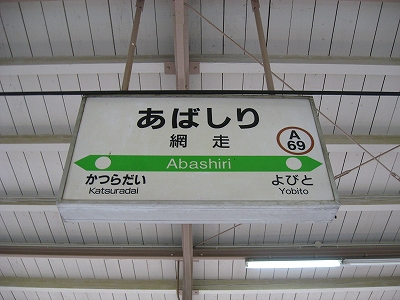 あばしり
網走
A
69
Abashiri
かつらだい
Katsuradai
よびと
Yobito